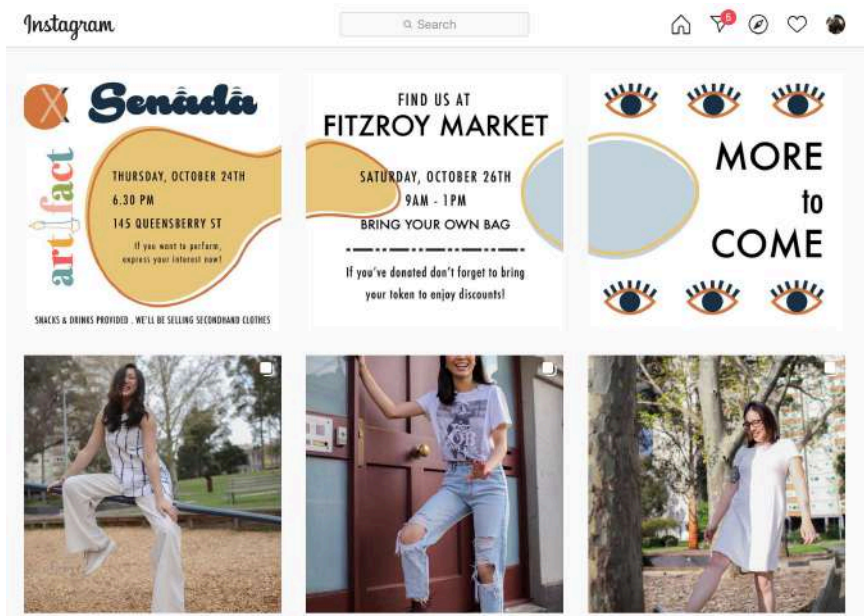 Instagram
Search
5
X Senâdâ
art.fact
THURSDAY, OCTOBER 24TH
6.30 PM
145 QUEENSBERRY ST
If you want to perform,
express your interest now!
SNACKS & DRINKS PROVIDED . WE'LL BE SELLING SECONDHAND CLOTHES
FIND US AT
FITZROY MARKET
SATURDAY, OCTOBER 26TH
9AM - 1PM
BRING YOUR OWN BAG
If you've donated don't forget to bring
your token to enjoy discounts!
MORE
to
COME